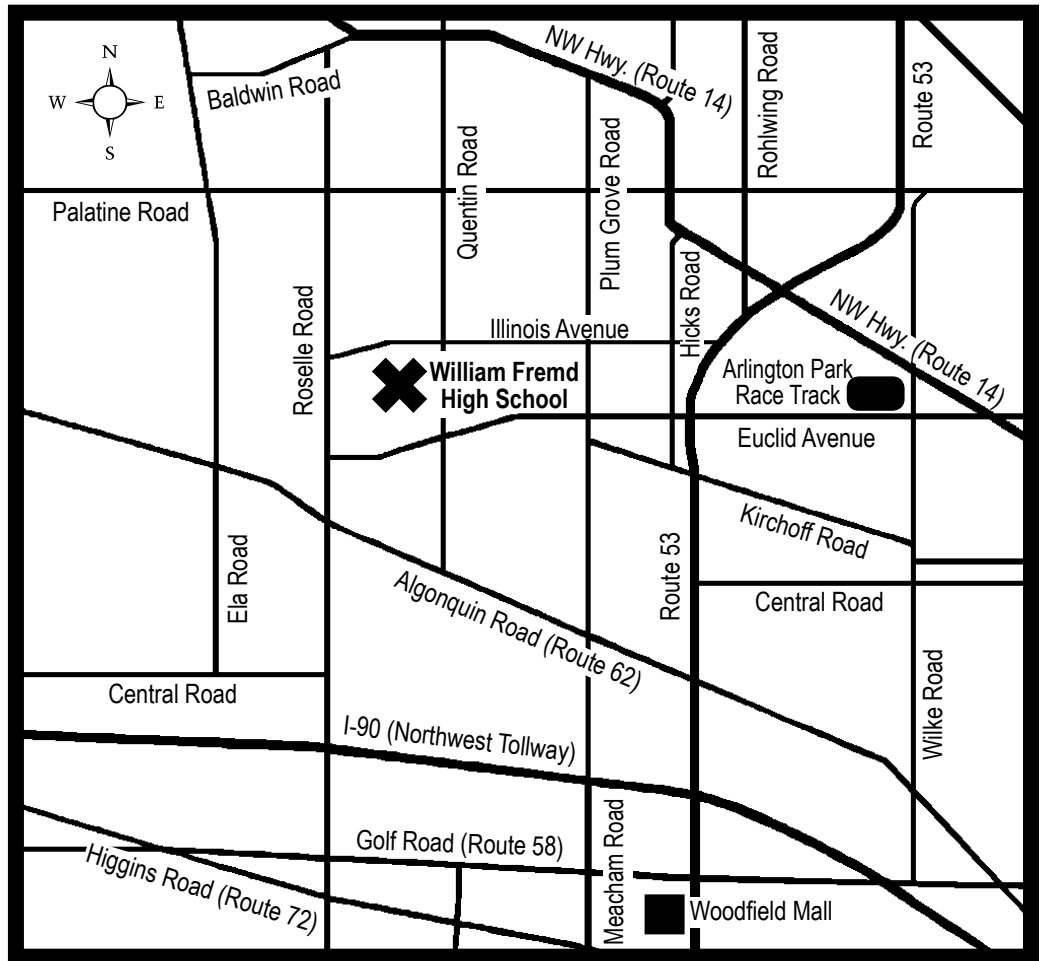 N
W
E
S
Baldwin Road
NW Hwy. (Route 14)
Rohlwing Road
Route 53
Quentin Road
Plum Grove Road
Palatine Road
Roselle Road
Hicks Road
Illinois Avenue
NW Hwy. (Route 14)
William Fremd
High School
Arlington Park
Race Track
Euclid Avenue
Kirchoff Road
Ela Road
Route 53
Algonquin Road (Route 62)
Central Road
Central Road
Wilke Road
I-90 (Northwest Tollway)
Golf Road (Route 58)
Meacham Road
Higgins Road (Route 72)
Woodfield Mall